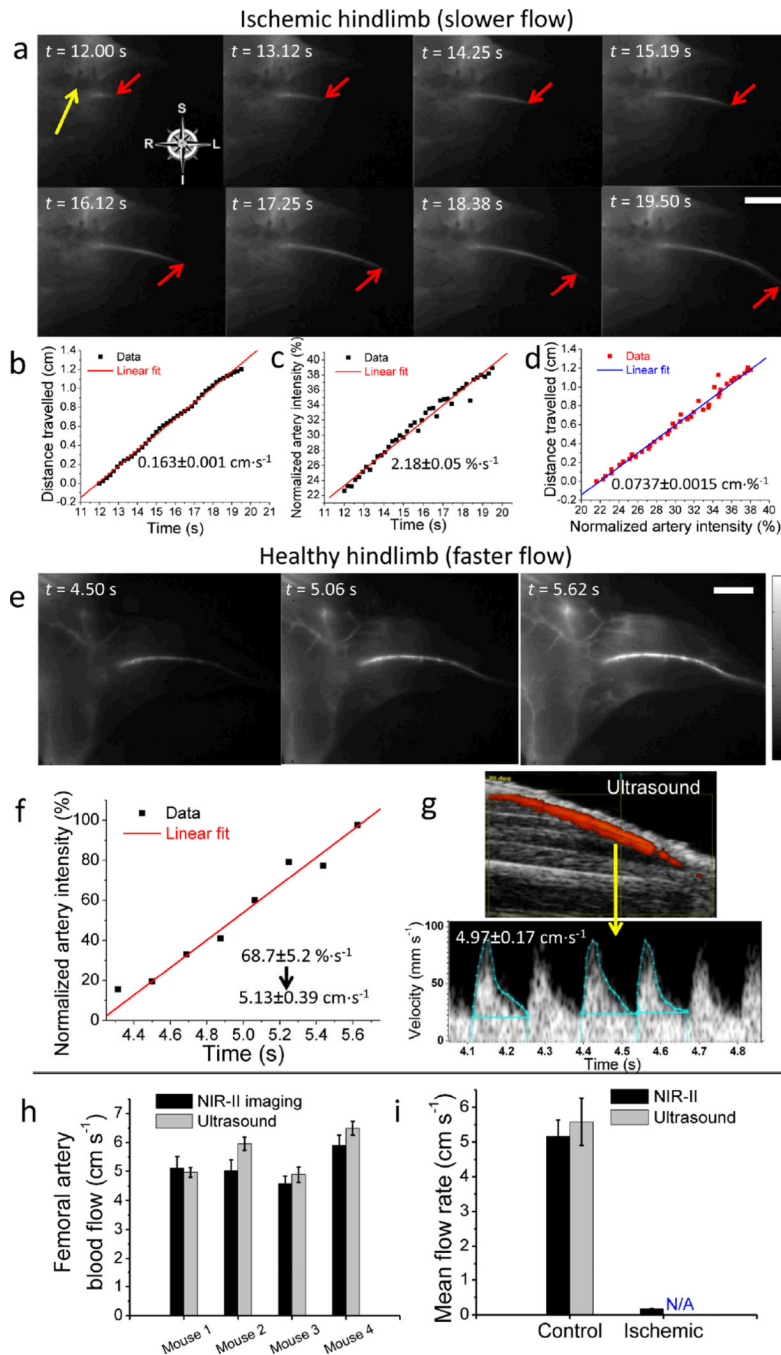 Ischemic hindlimb (slower flow)
a
t = 12.00 s
t = 13.12 s
t = 14.25 s
t = 15.19 s
S
R L
I
t = 16.12 s
t = 17.25 s
t = 18.38 s
t = 19.50 s
b
Distance travelled (cm)
1.4
1.2
1.0
0.8
0.6
0.4
0.2
0.0
-0.2
Data
Linear fit
0.163±0.001 cm·s⁻¹
11 12 13 14 15 16 17 18 19 20 21
Time (s)
c
Normalized artery intensity (%)
40
38
36
34
32
30
28
26
24
22
Data
Linear fit
2.18±0.05 %·s⁻¹
11 12 13 14 15 16 17 18 19 20
Time (s)
d
Distance travelled (cm)
1.4
1.2
1.0
0.8
0.6
0.4
0.2
0.0
-0.2
Data
Linear fit
0.0737±0.0015 cm·%⁻¹
20 22 24 26 28 30 32 34 36 38 40
Normalized artery intensity (%)
Healthy hindlimb (faster flow)
e
t = 4.50 s
t = 5.06 s
t = 5.62 s
f
Normalized artery intensity (%)
100
80
60
40
20
0
Data
Linear fit
68.7±5.2 %·s⁻¹
5.13±0.39 cm·s⁻¹
4.4 4.6 4.8 5.0 5.2 5.4 5.6
Time (s)
g
Ultrasound
4.97±0.17 cm·s⁻¹
Velocity (mm s⁻¹)
100
50
0
4.1 4.2 4.3 4.4 4.5 4.6 4.7 4.8
Time (s)
h
Femoral artery
blood flow (cm s⁻¹)
7
6
5
4
3
2
1
0
NIR-II imaging
Ultrasound
Mouse 1 Mouse 2 Mouse 3 Mouse 4
i
Mean flow rate (cm s⁻¹)
6
5
4
3
2
1
0
NIR-II
Ultrasound
N/A
Control Ischemic